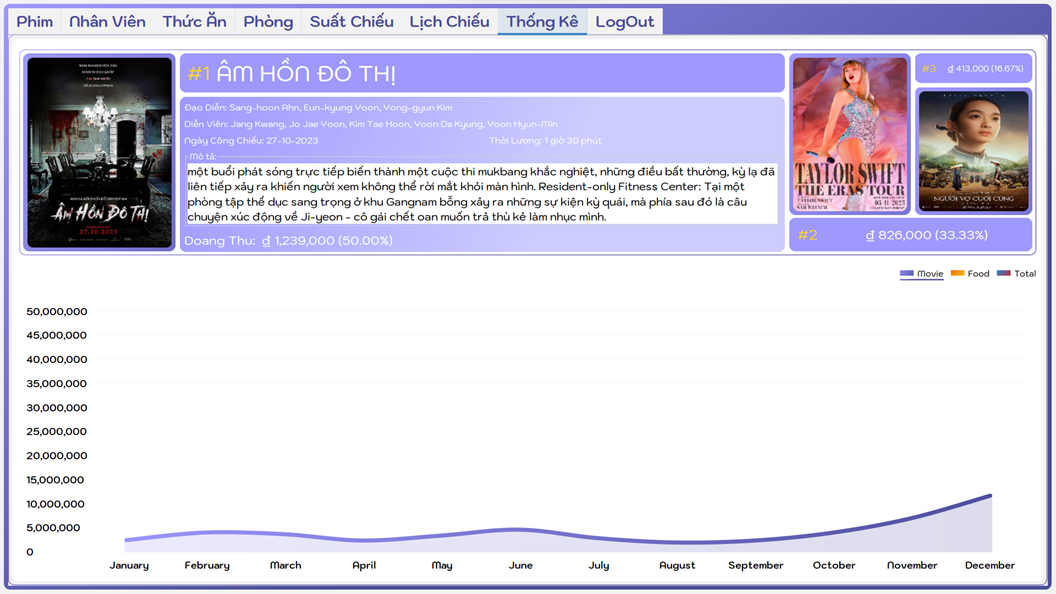 Phim Nhân Viên Thức Ăn Phòng Suất Chiếu Lịch Chiếu Thống Kê LogOut
#1 ÂM HỒN ĐÔ THỊ
Đạo Diễn: Sang-hoon Ahn, Eun-kyung Yoon, Yong-gyun Kim
Diễn Viên: Jang Kwang, Jo Jae Yoon, Kim Tae Hoon, Yoon Da Kyung, Yoon Hyun-Min
Ngày Công Chiếu: 27-10-2023 Thời Lượng: 1 giờ 30 phút
Mô tả:
một buổi phát sóng trực tiếp biến thành một cuộc thi mukbang khắc nghiệt, những điều bất thường, kỳ lạ đã
liên tiếp xảy ra khiến người xem không thể rời mắt khỏi màn hình. Resident-only Fitness Center: Tại một
phòng tập thể dục sang trọng ở khu Gangnam bỗng xảy ra những sự kiện kỳ quái, mà phía sau đó là câu
chuyện xúc động về Ji-yeon - cô gái chết oan muốn trả thù kẻ làm nhục mình.
Doang Thu: ₫ 1,239,000 (50.00%)
ÂM HỒN ĐÔ THỊ
27.10.2023
TAYLOR SWIFT
THE ERAS TOUR
#2 ₫ 826,000 (33.33%)
#3 ₫ 413,000 (16.67%)
NGƯỜI VỢ CUỐI CÙNG
Movie Food Total
50,000,000
45,000,000
40,000,000
35,000,000
30,000,000
25,000,000
20,000,000
15,000,000
10,000,000
5,000,000
0
January February March April May June July August September October November December